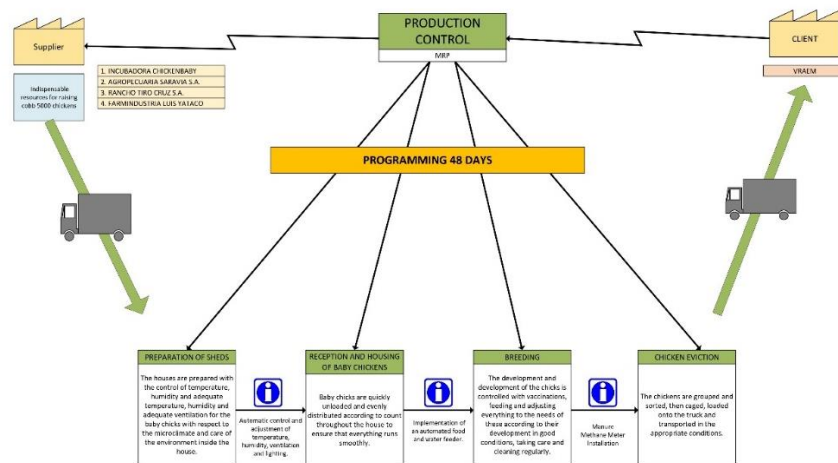 PRODUCTION
CONTROL
MRP
Supplier
CLIENT
Indispensable
resources for raising
cobb 5000 chickens
1. INCUBADORA CHICKENBABY
2. AGROPECUARIA SARAVIA S.A.
3. RANCHO TIRO CRUZ S.A.
4. FARMINDUSTRIA LUIS YATACO
VRAEM
PROGRAMMING 48 DAYS
PREPARATION OF SHEDS
The houses are prepared with
the control of temperature,
humidity and adequate
temperature, humidity and
adequate ventilation for the
baby chicks with respect to
the microclimate and care of
the environment inside the
house.
Automatic control and
adjustment of
temperature,
humidity, ventilation
and lighting.
RECEPTION AND HOUSING
OF BABY CHICKENS
Baby chicks are quickly
unloaded and evenly
distributed according to count
throughout the house to
ensure that everything runs
smoothly.
Implementation of
an automated food
and water feeder.
BREEDING
The development and
development of the chicks is
controlled with vaccinations,
feeding and adjusting
everything to the needs of
these according to their
development in good
conditions, taking care and
cleaning regularly.
Manure
Methane Meter
Installation
CHICKEN EVICTION
The chickens are grouped and
sorted, then caged, loaded
onto the truck and
transported in the
appropriate conditions.